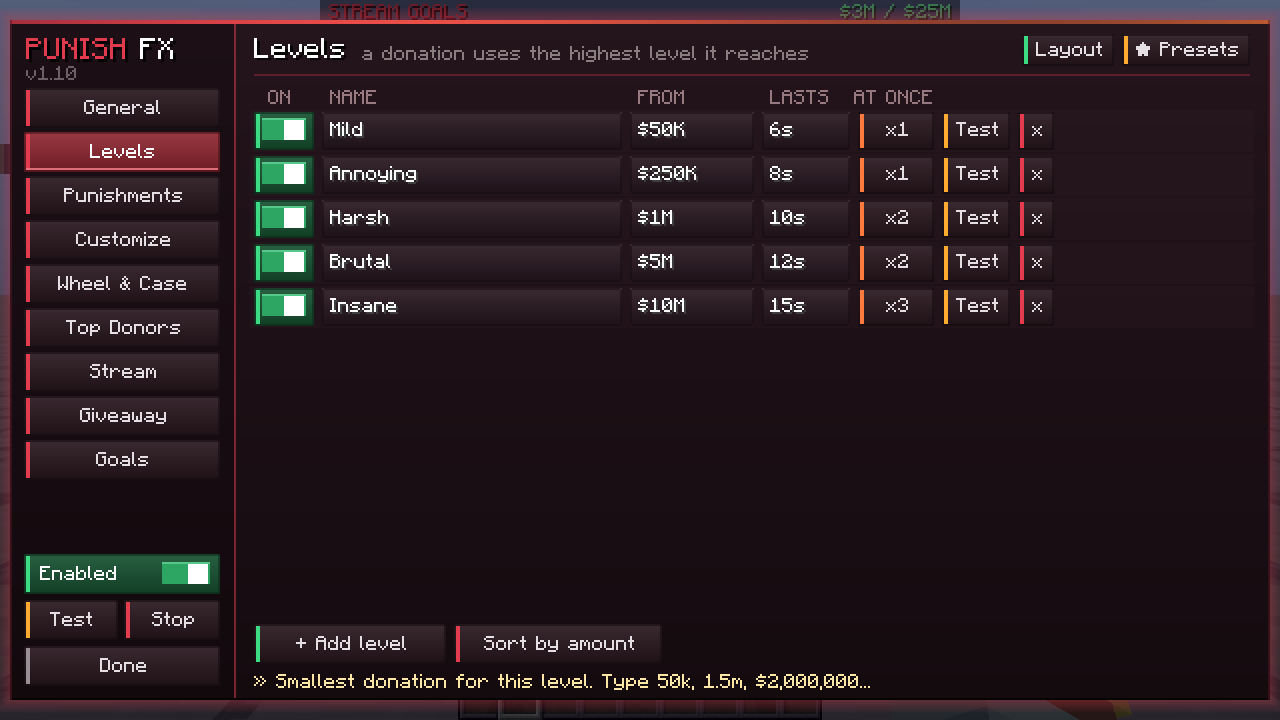 STREAM GOALS $3M / $25M
PUNISH FX
v1.10
General
Levels
Punishments
Customize
Wheel & Case
Top Donors
Stream
Giveaway
Goals
Enabled
Test Stop
Done
Levels a donation uses the highest level it reaches Layout Presets
ON NAME FROM LASTS AT ONCE
Mild $50K 6s x1 Test x
Annoying $250K 8s x1 Test x
Harsh $1M 10s x2 Test x
Brutal $5M 12s x2 Test x
Insane $10M 15s x3 Test x
+ Add level Sort by amount
» Smallest donation for this level. Type 50k, 1.5m, $2,000,000…